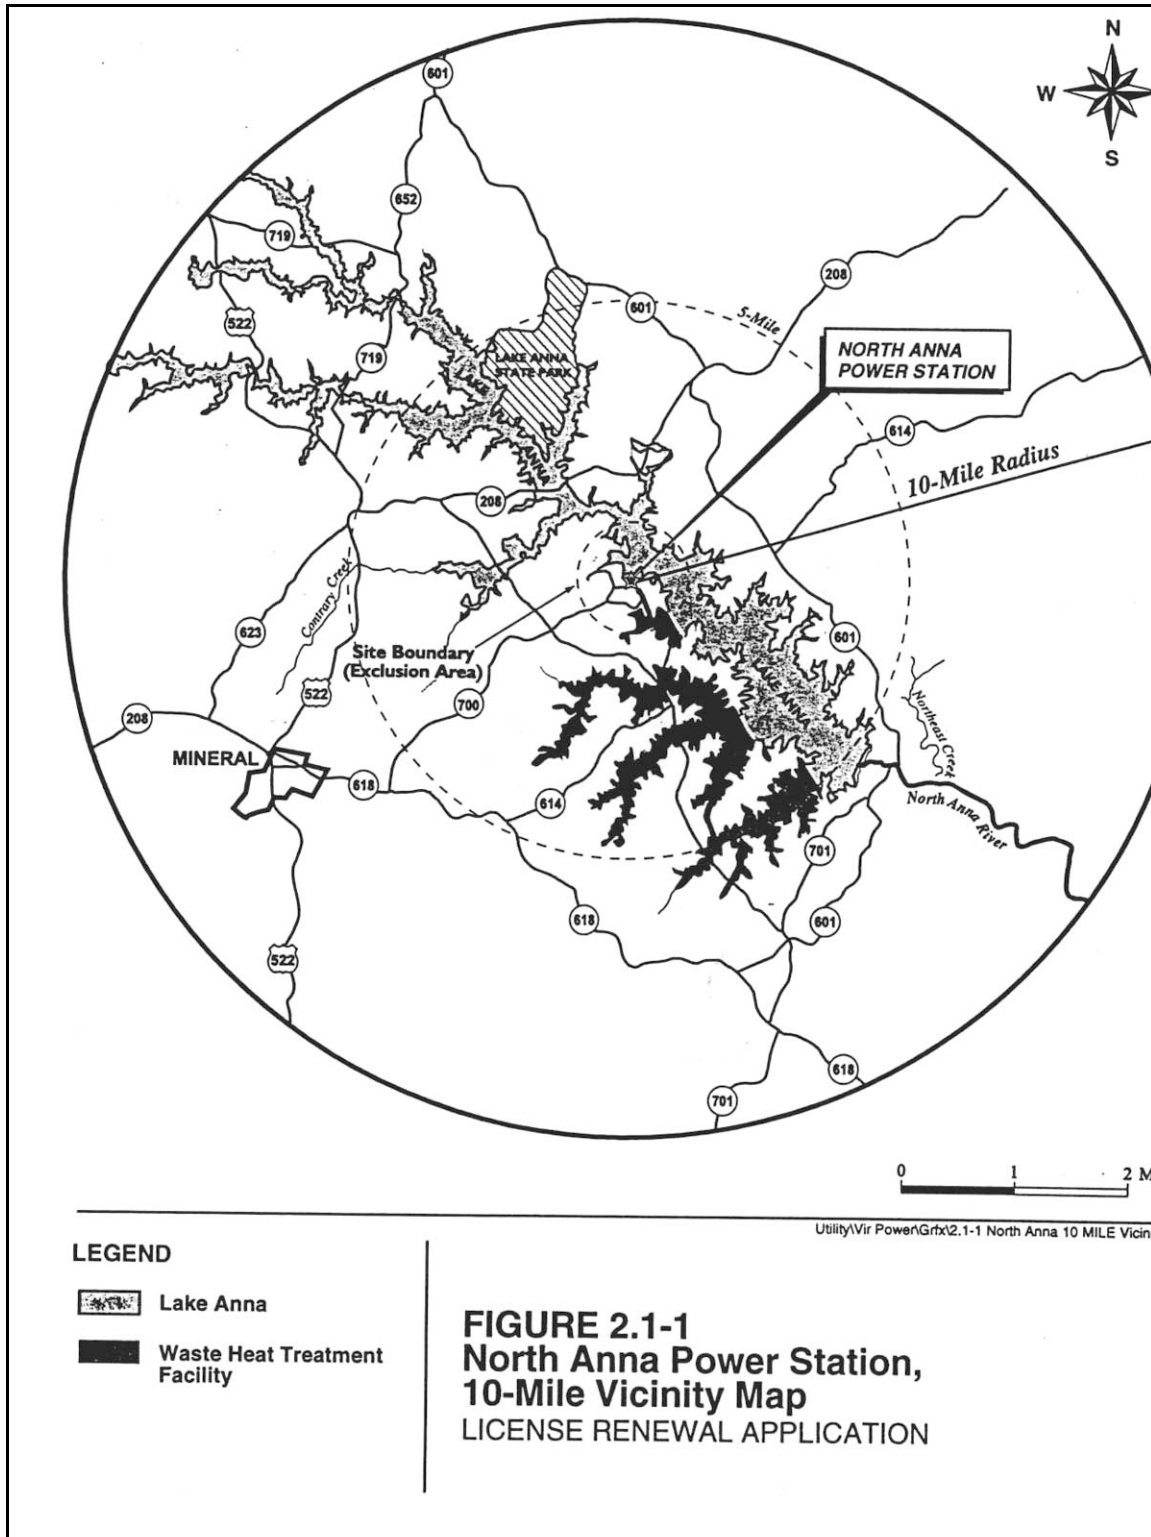 N
W
S
601
652
719
522
719
208
601
5-Mile
LAKE ANNA
STATE PARK
NORTH ANNA
POWER STATION
614
10-Mile Radius
208
Contrary Creek
623
Site Boundary
(Exclusion Area)
601
522
700
LAKE ANNA
Northeast Creek
208
MINERAL
618
614
North Anna
River
701
618
601
522
618
701
0 1 2 M
Utility\Vir Power\Grfx\2.1-1 North Anna 10 MILE Vicin
LEGEND
Lake Anna
Waste Heat Treatment
Facility
FIGURE 2.1-1
North Anna Power Station,
10-Mile Vicinity Map
LICENSE RENEWAL APPLICATION